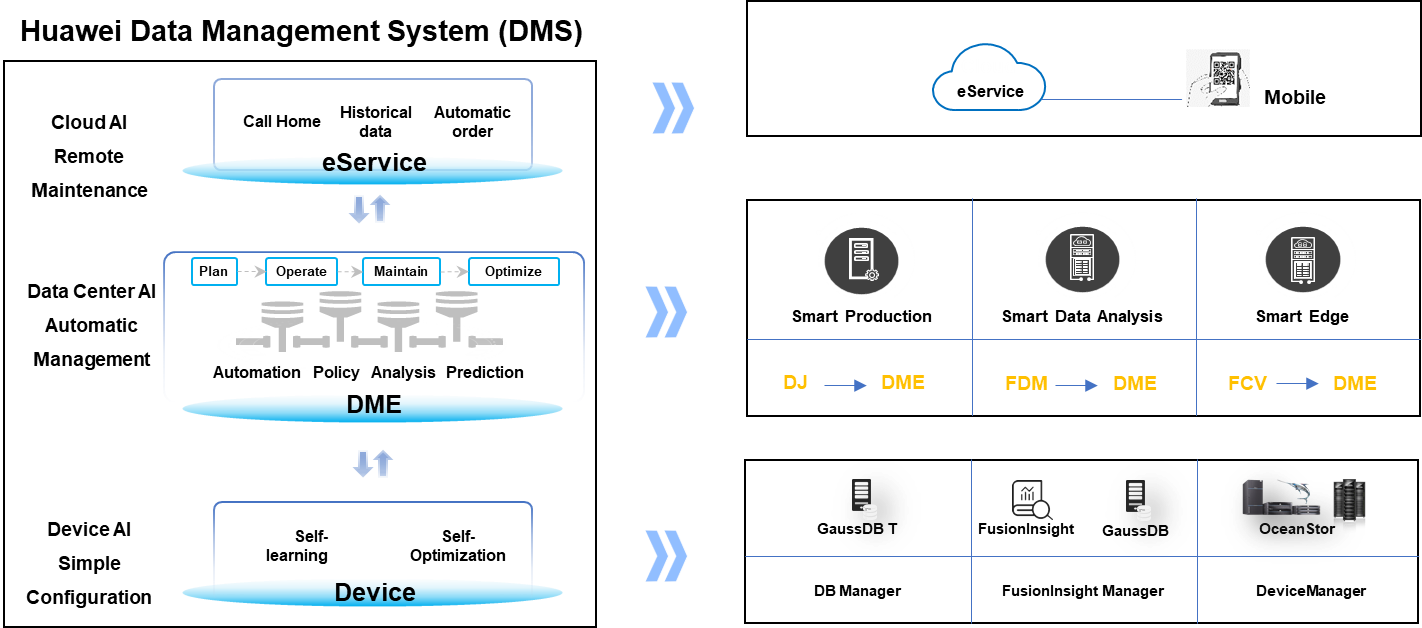 Huawei Data Management System (DMS)
Cloud AI
Remote
Maintenance
Call Home
Historical
data
Automatic
order
eService
Data Center AI
Automatic
Management
Plan
Operate
Maintain
Optimize
Automation
Policy
Analysis
Prediction
DME
Device AI
Simple
Configuration
Self-
learning
Self-
Optimization
Device
eService
Mobile
Smart Production
Smart Data Analysis
Smart Edge
DJ
DME
FDM
DME
FCV
DME
GaussDB T
FusionInsight
GaussDB
OceanStor
DB Manager
FusionInsight Manager
DeviceManager